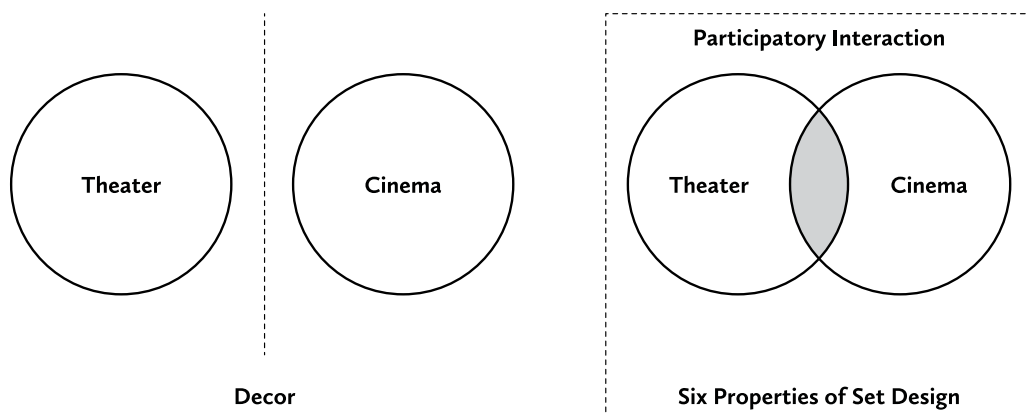 Theater
Cinema
Decor
Participatory Interaction
Theater
Cinema
Six Properties of Set Design